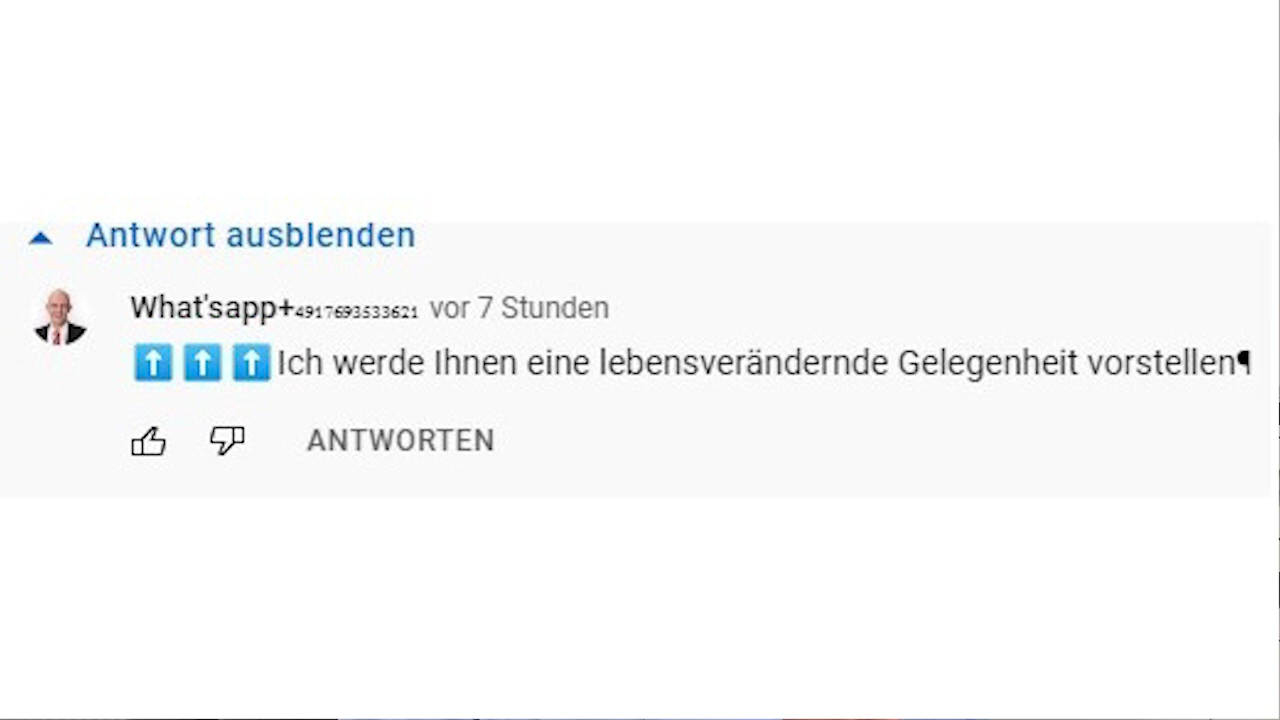 Antwort ausblenden
What'sapp+4917693533621 vor 7 Stunden
⬆️⬆️⬆️Ich werde Ihnen eine lebensverändernde Gelegenheit vorstellen¶
ANTWORTEN